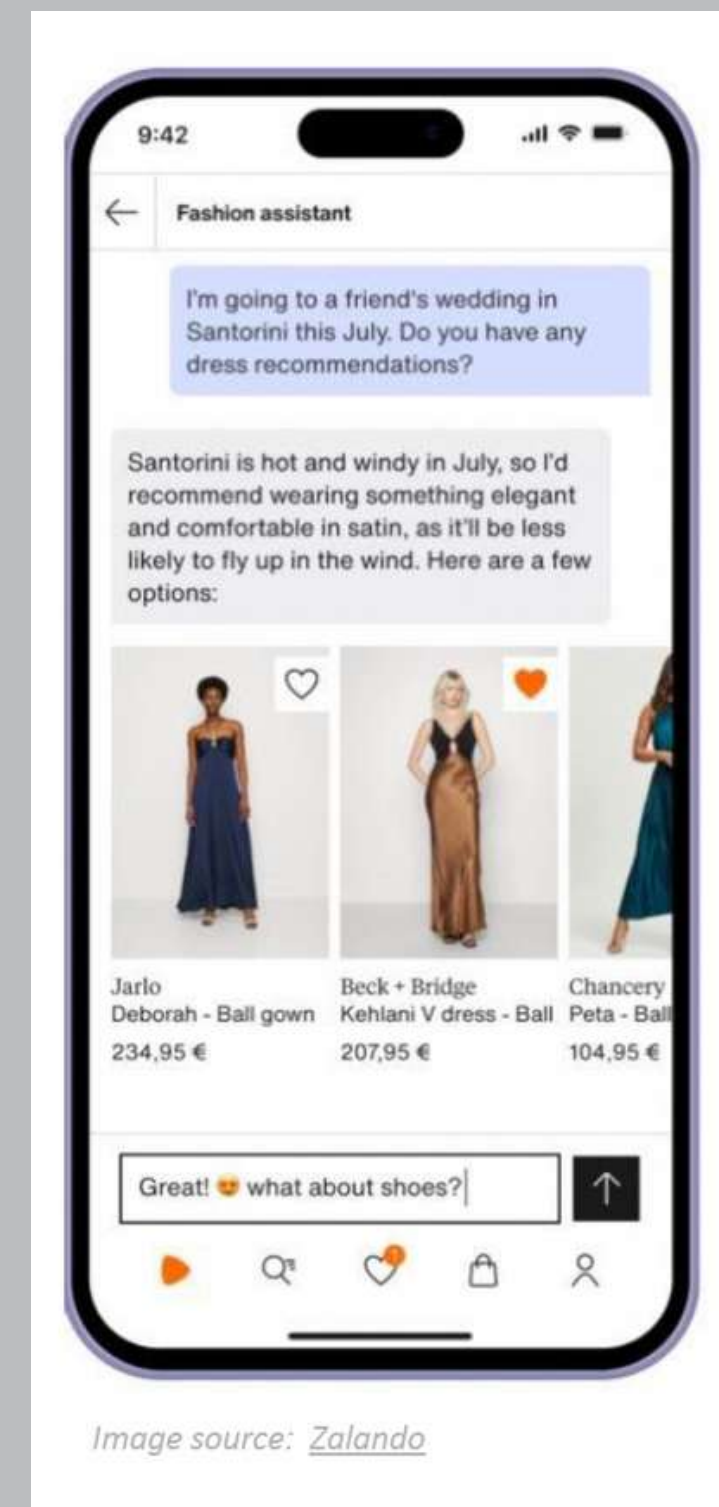 9:42
Fashion assistant
I'm going to a friend's wedding in
Santorini this July. Do you have any
dress recommendations?
Santorini is hot and windy in July, so I'd
recommend wearing something elegant
and comfortable in satin, as it'll be less
likely to fly up in the wind. Here are a few
options:
Jarlo
Deborah - Ball gown
234,95 €
Beck + Bridge
Kehlani V dress - Ball
207,95 €
Chancery
Peta - Ball
104,95 €
Great! 😍 what about shoes?
1
Image source: Zalando